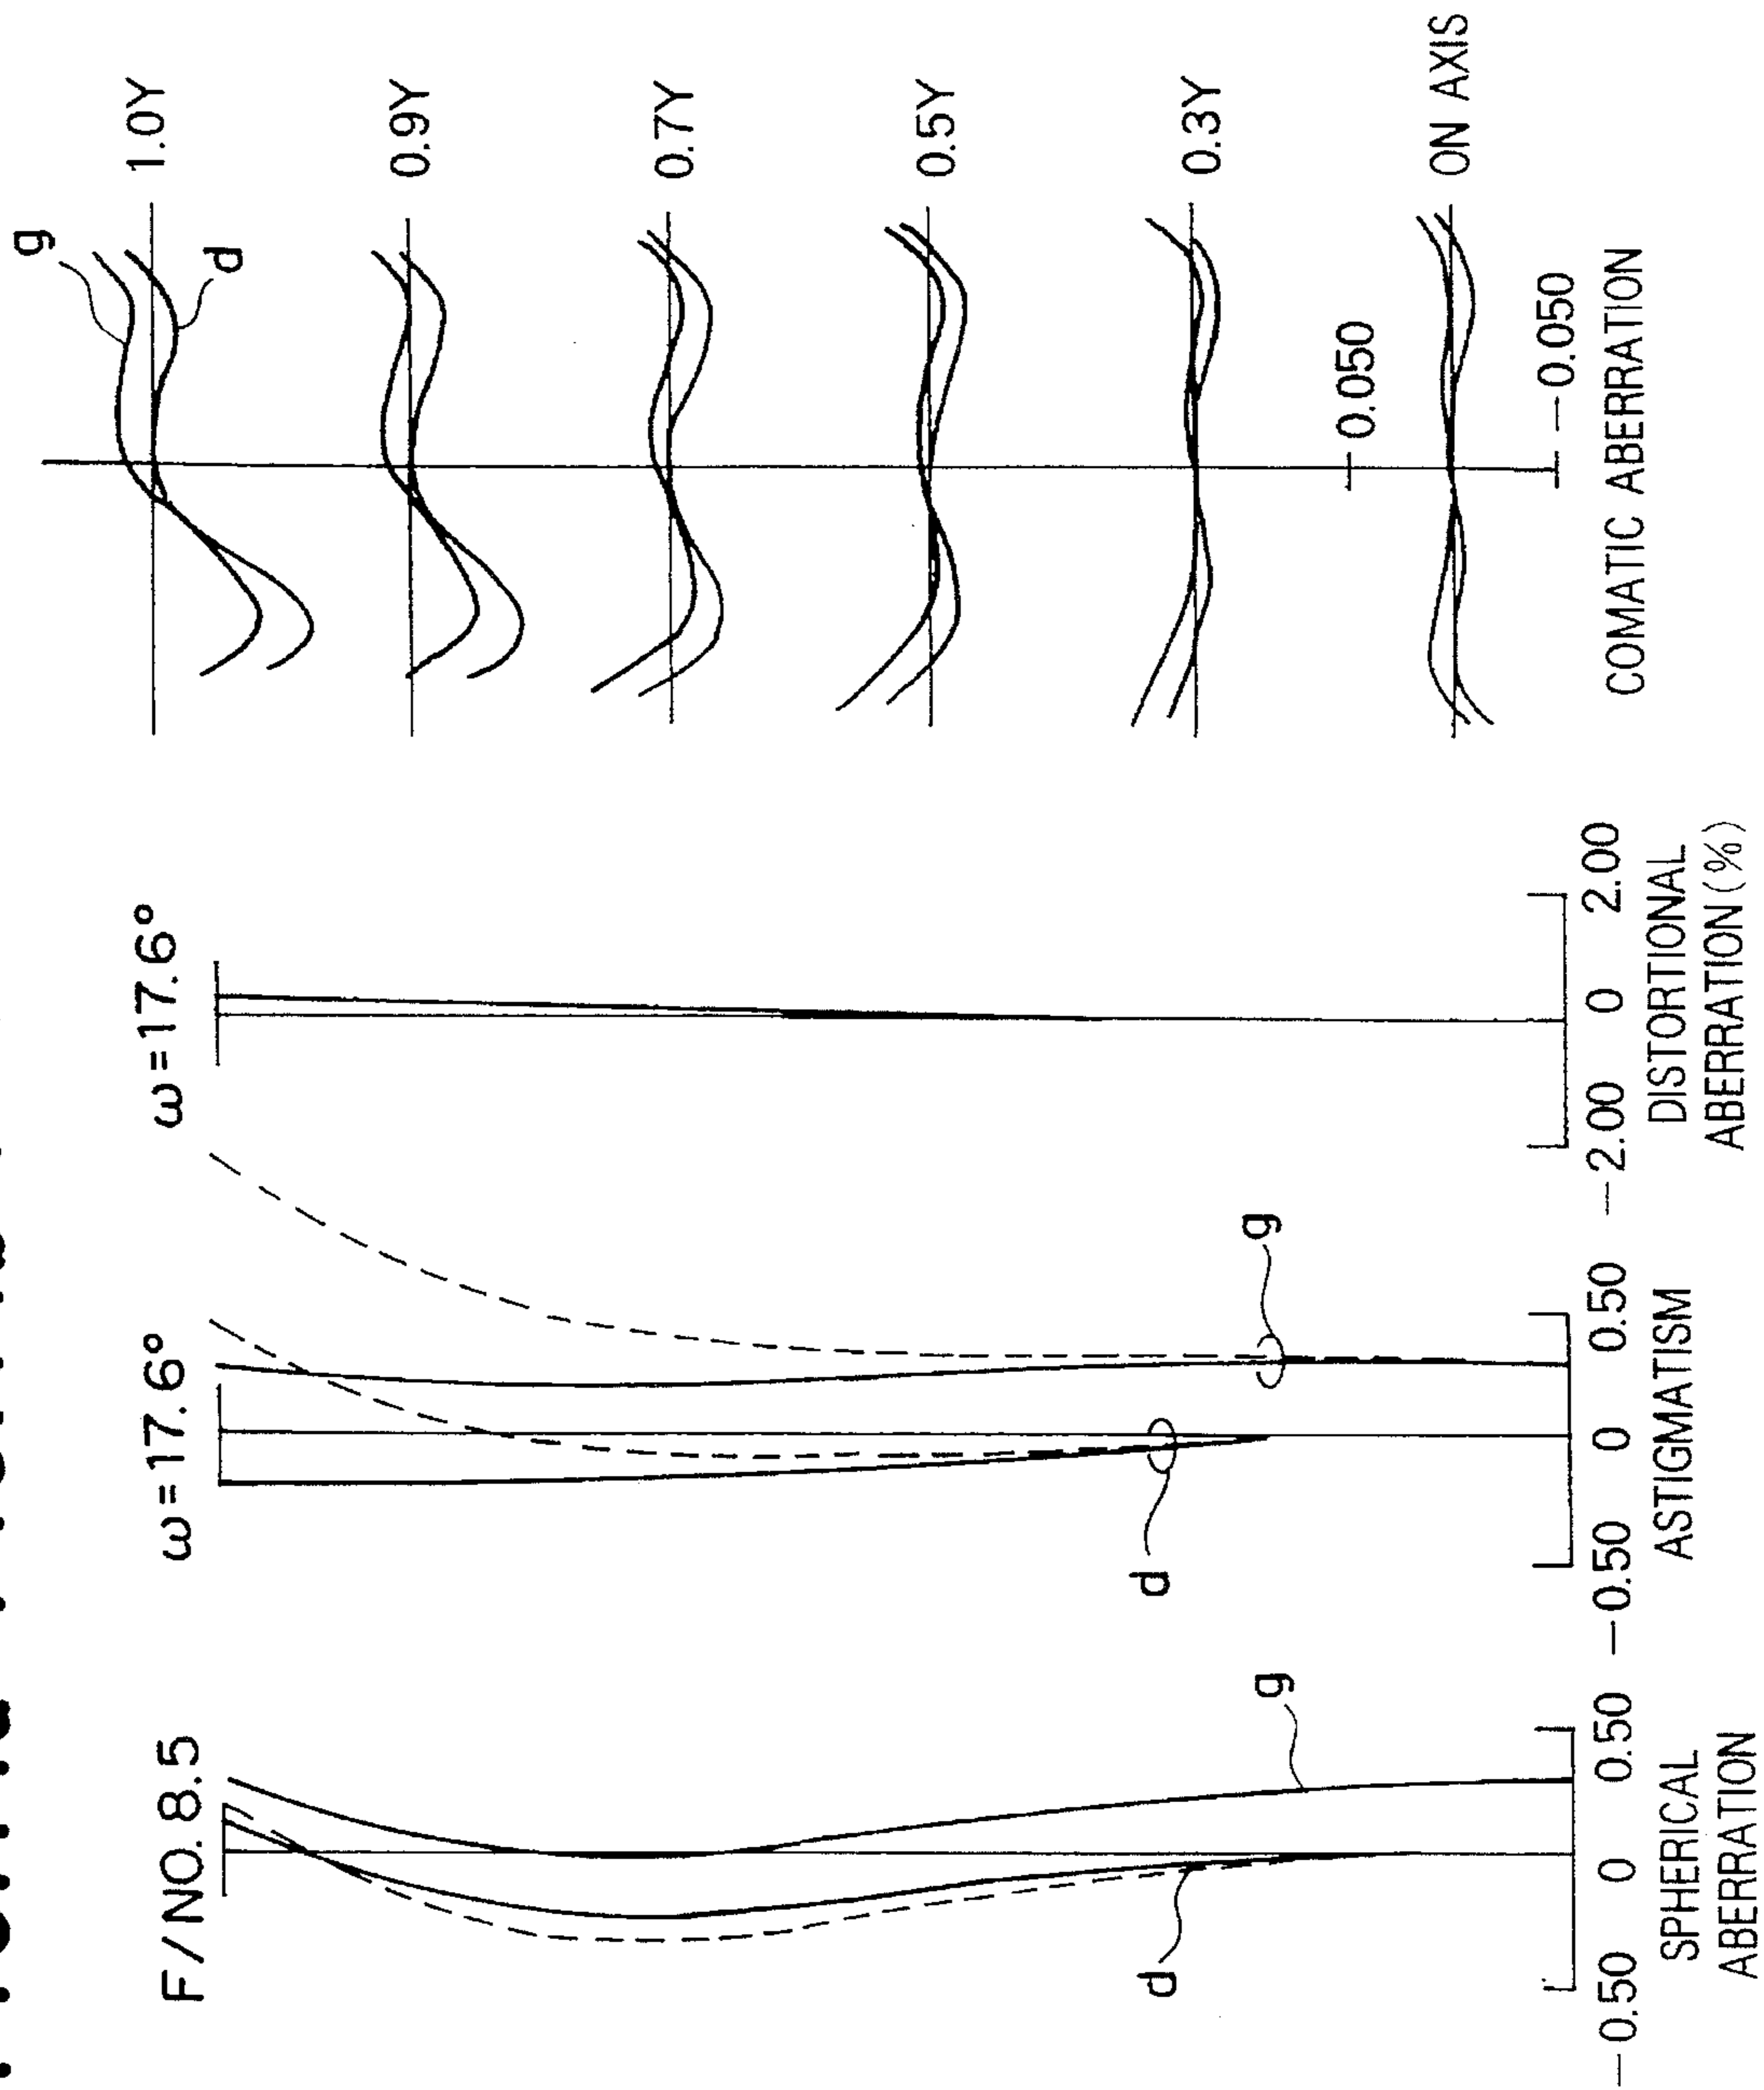 F/NO. 8.5
g
d
—0.50 0 0.50
SPHERICAL
ABERRATION
ω=17.6°
g
d
—0.50 0 0.50
ASTIGMATISM
ω=17.6°
—2.00 0 2.00
DISTORTIONAL
ABERRATION(%)
g
d
1.0Y
0.9Y
0.7Y
0.5Y
0.3Y
ON AXIS
0.050
—0.050
COMATIC ABERRATION